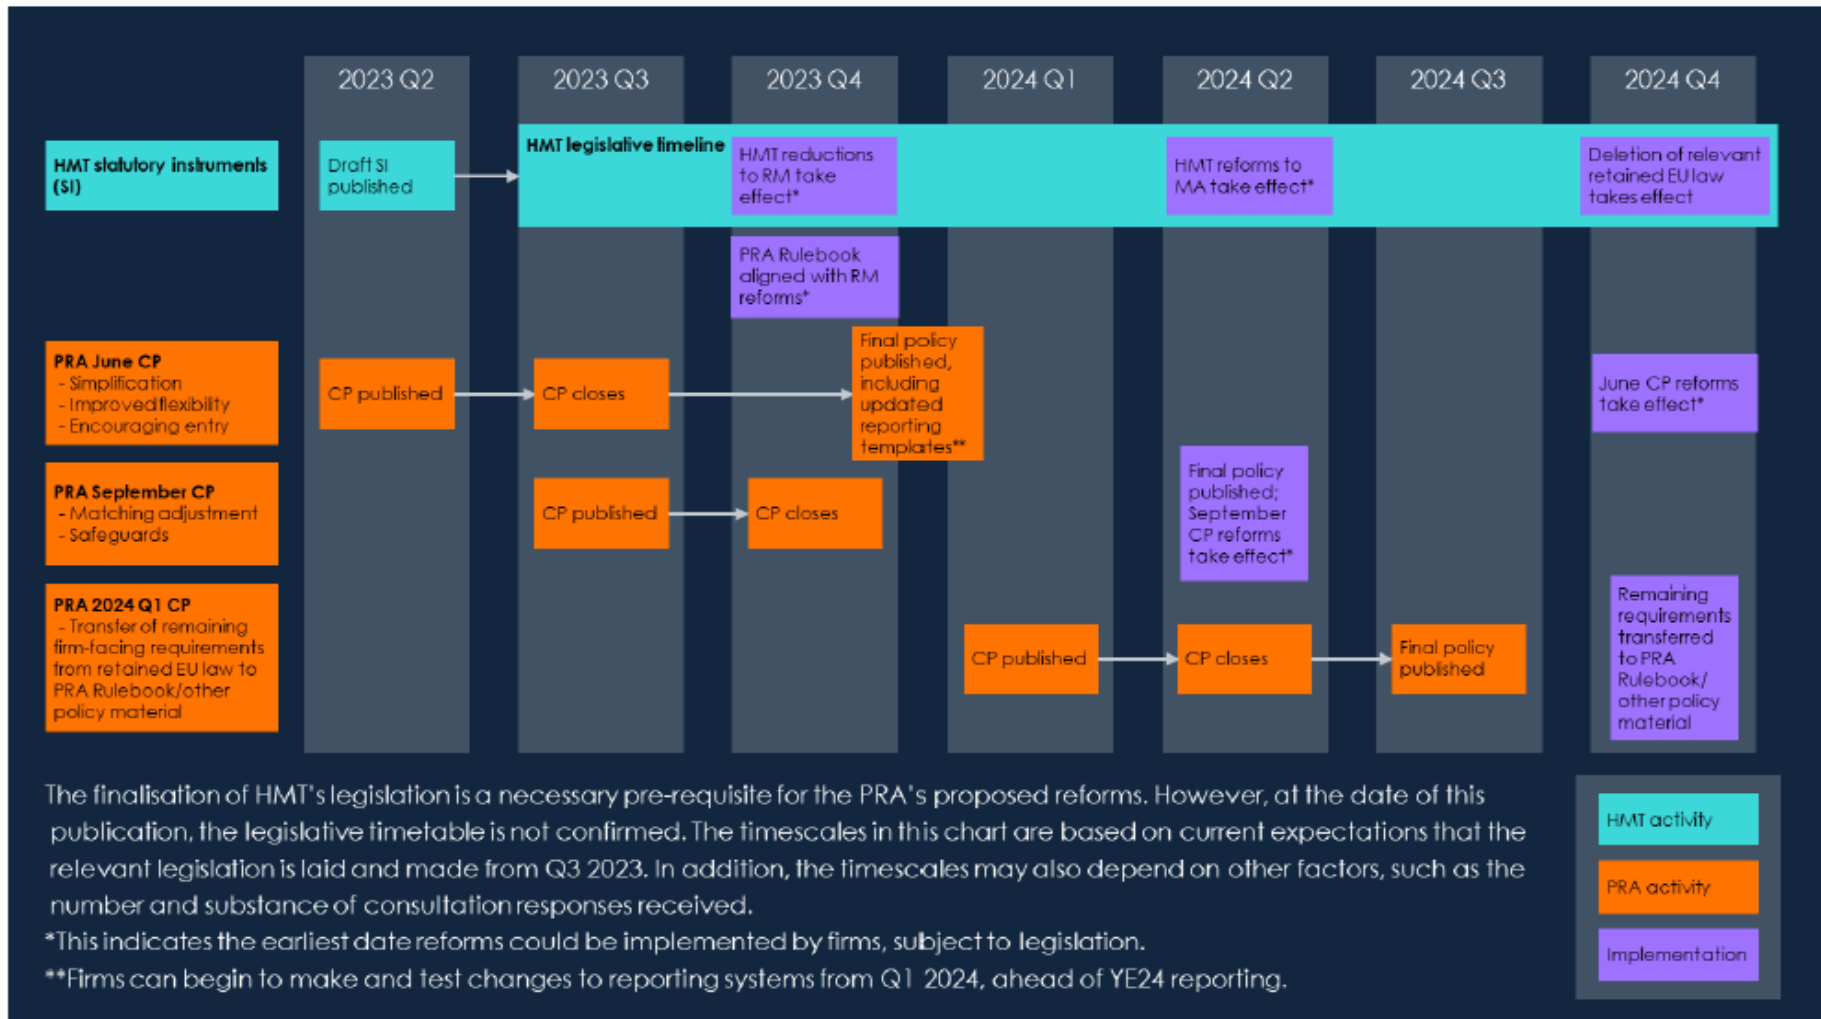 2023 Q2
2023 Q3
2023 Q4
2024 Q1
2024 Q2
2024 Q3
2024 Q4
HMT statutory instruments
(SI)
Draft SI
published
HMT legislative timeline
HMT reductions
to RM take
effect*
HMT reforms to
MA take effect*
Deletion of relevant
retained EU law
takes effect
PRA Rulebook
aligned with RM
reforms*
PRA June CP
- Simplification
- Improved flexibility
- Encouraging entry
CP published
CP closes
Final policy
published,
including
updated
reporting
templates**
June CP reforms
take effect*
PRA September CP
- Matching adjustment
- Safeguards
CP published
CP closes
Final policy
published;
September
CP reforms
take effect*
PRA 2024 Q1 CP
- Transfer of remaining
firm-facing requirements
from retained EU law to
PRA Rulebook/other
policy material
CP published
CP closes
Final policy
published
Remaining
requirements
transferred
to PRA
Rulebook/
other policy
material
The finalisation of HMT's legislation is a necessary pre-requisite for the PRA's proposed reforms. However, at the date of this
publication, the legislative timetable is not confirmed. The timescales in this chart are based on current expectations that the
relevant legislation is laid and made from Q3 2023. In addition, the timescales may also depend on other factors, such as the
number and substance of consultation responses received.
*This indicates the earliest date reforms could be implemented by firms, subject to legislation.
**Firms can begin to make and test changes to reporting systems from Q1 2024, ahead of YE24 reporting.
HMT activity
PRA activity
Implementation